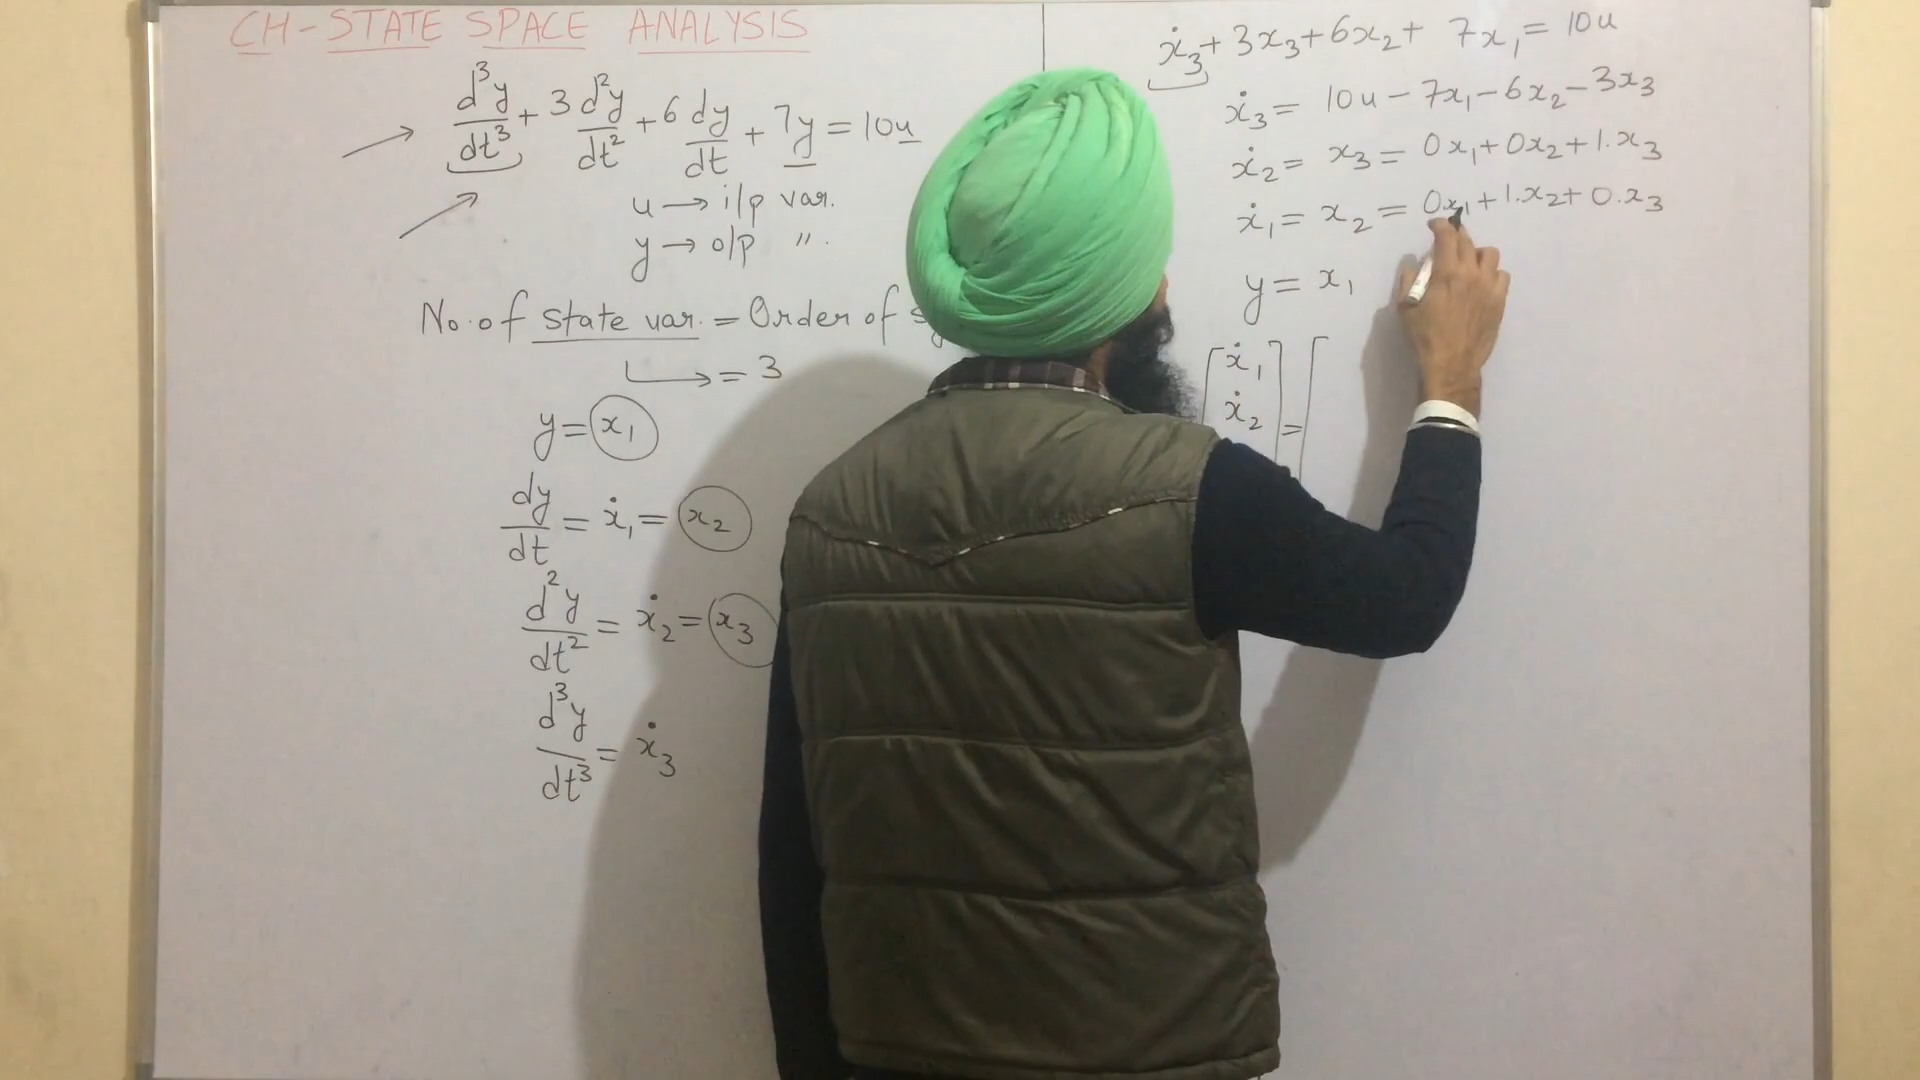 CH-STATE SPACE ANALYSIS
d³y/dt³ + 3 d²y/dt² + 6 dy/dt + 7y = 10u
u → i/p var.
y → o/p ".
No. of state var. = Order of
→ = 3
y = x₁
dy/dt = ẋ₁ = x₂
d²y/dt² = ẋ₂ = x₃
d³y/dt³ = ẋ₃
ẋ₃ + 3x₃ + 6x₂ + 7x₁ = 10u
ẋ₃ = 10u - 7x₁ - 6x₂ - 3x₃
ẋ₂ = x₃ = 0x₁ + 0x₂ + 1.x₃
ẋ₁ = x₂ = 0x₁ + 1.x₂ + 0.x₃
y = x₁
[ẋ₁
ẋ₂] = [